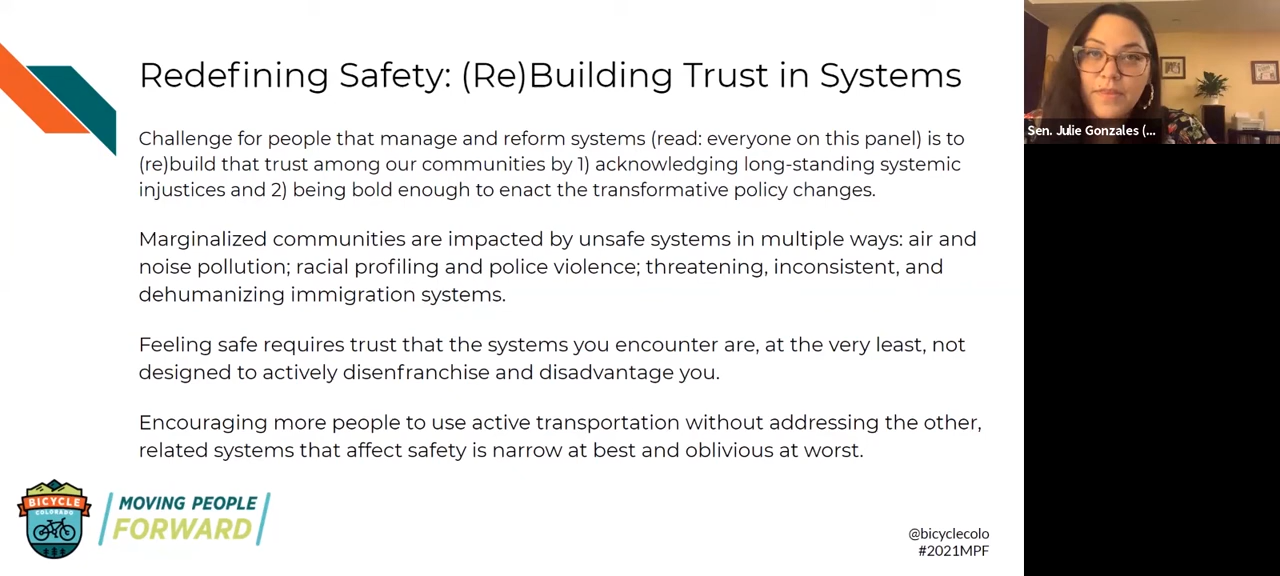 Redefining Safety: (Re)Building Trust in Systems
Challenge for people that manage and reform systems (read: everyone on this panel) is to
(re)build that trust among our communities by 1) acknowledging long-standing systemic
injustices and 2) being bold enough to enact the transformative policy changes.
Marginalized communities are impacted by unsafe systems in multiple ways: air and
noise pollution; racial profiling and police violence; threatening, inconsistent, and
dehumanizing immigration systems.
Feeling safe requires trust that the systems you encounter are, at the very least, not
designed to actively disenfranchise and disadvantage you.
Encouraging more people to use active transportation without addressing the other,
related systems that affect safety is narrow at best and oblivious at worst.
BICYCLE
COLORADO
MOVING PEOPLE
FORWARD
@bicyclecolo
#2021MPF
Sen. Julie Gonzales (...